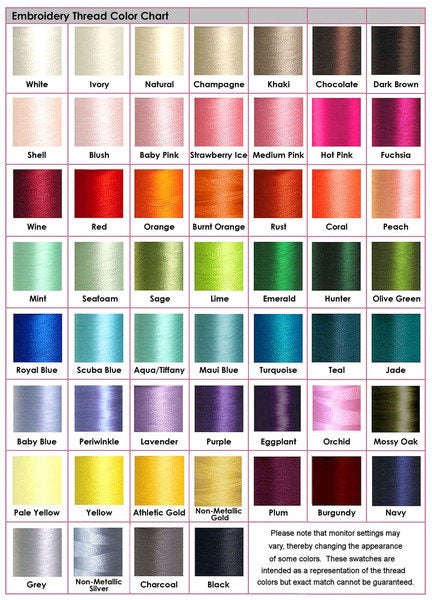 Embroidery Thread Color Chart
White Ivory Natural Champagne Khaki Chocolate Dark Brown
Shell Blush Baby Pink Strawberry Ice Medium Pink Hot Pink Fuchsia
Wine Red Orange Burnt Orange Rust Coral Peach
Mint Seafoam Sage Lime Emerald Hunter Olive Green
Royal Blue Scuba Blue Aqua/Tiffany Maui Blue Turquoise Teal Jade
Baby Blue Periwinkle Lavender Purple Eggplant Orchid Mossy Oak
Pale Yellow Yellow Athletic Gold Non-Metallic
Gold Plum Burgundy Navy
Grey Non-Metallic
Silver Charcoal Black
Please note that monitor settings may
vary, thereby changing the appearance
of some colors. These swatches are
intended as a representation of the thread
colors but exact match cannot be guaranteed.